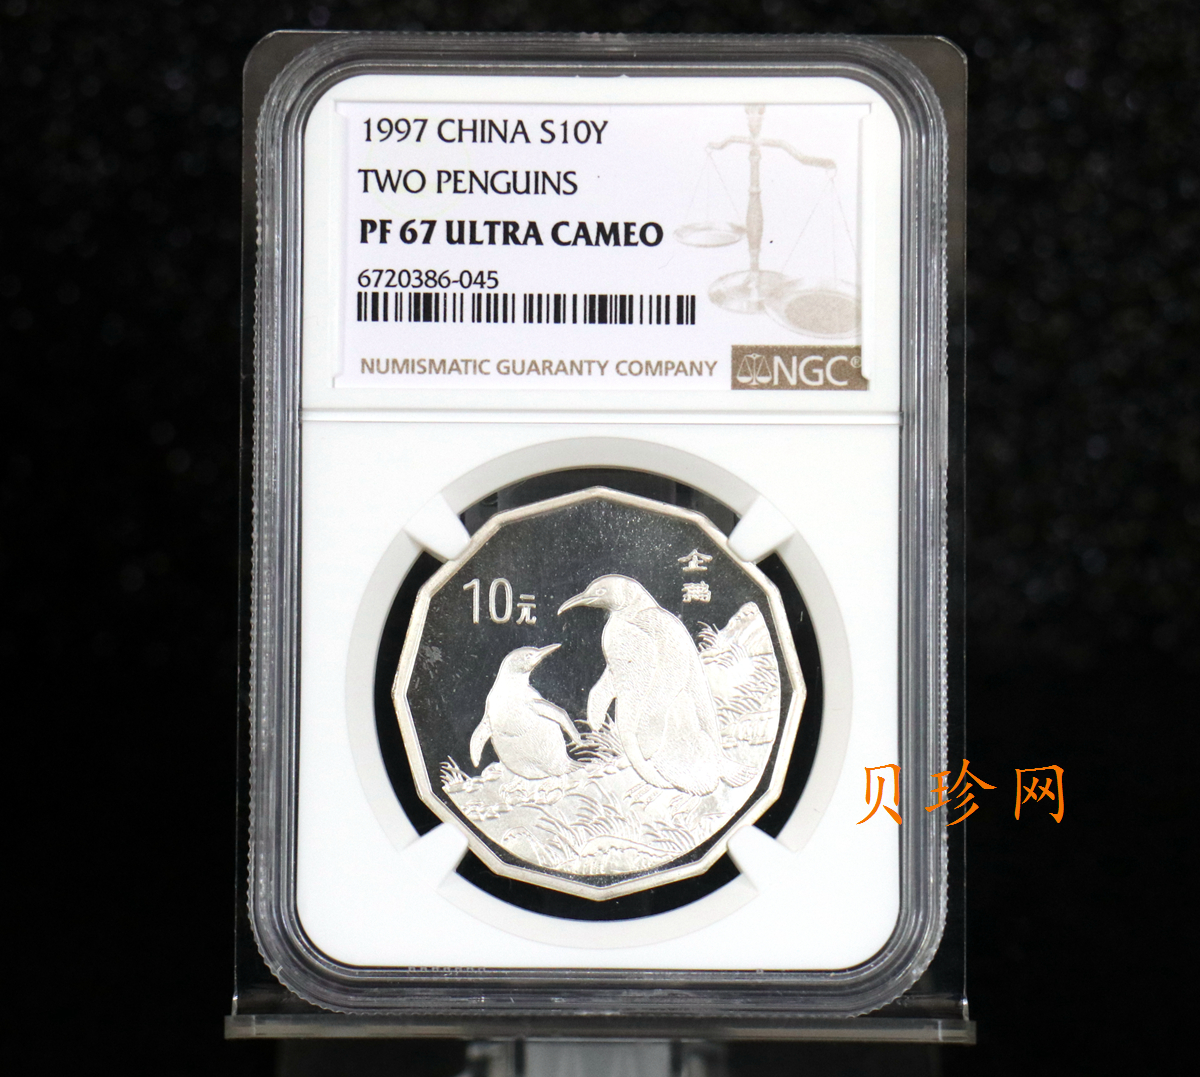 1997 CHINA S10Y
TWO PENGUINS
PF 67 ULTRA CAMEO
6720386-045
NUMISMATIC GUARANTY COMPANY
NGC®
企
鹅
10元
贝珍网